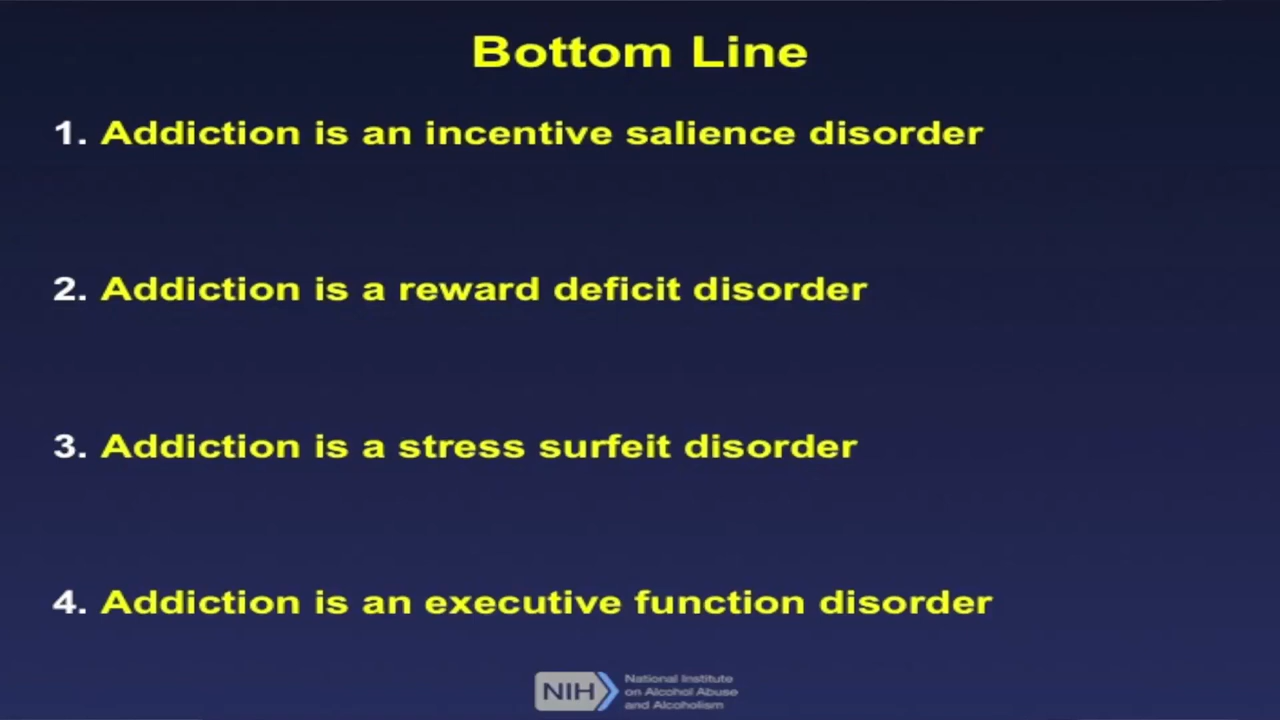 Bottom Line
1. Addiction is an incentive salience disorder
2. Addiction is a reward deficit disorder
3. Addiction is a stress surfeit disorder
4. Addiction is an executive function disorder
NIH
National Institute
on Alcohol Abuse
and Alcoholism